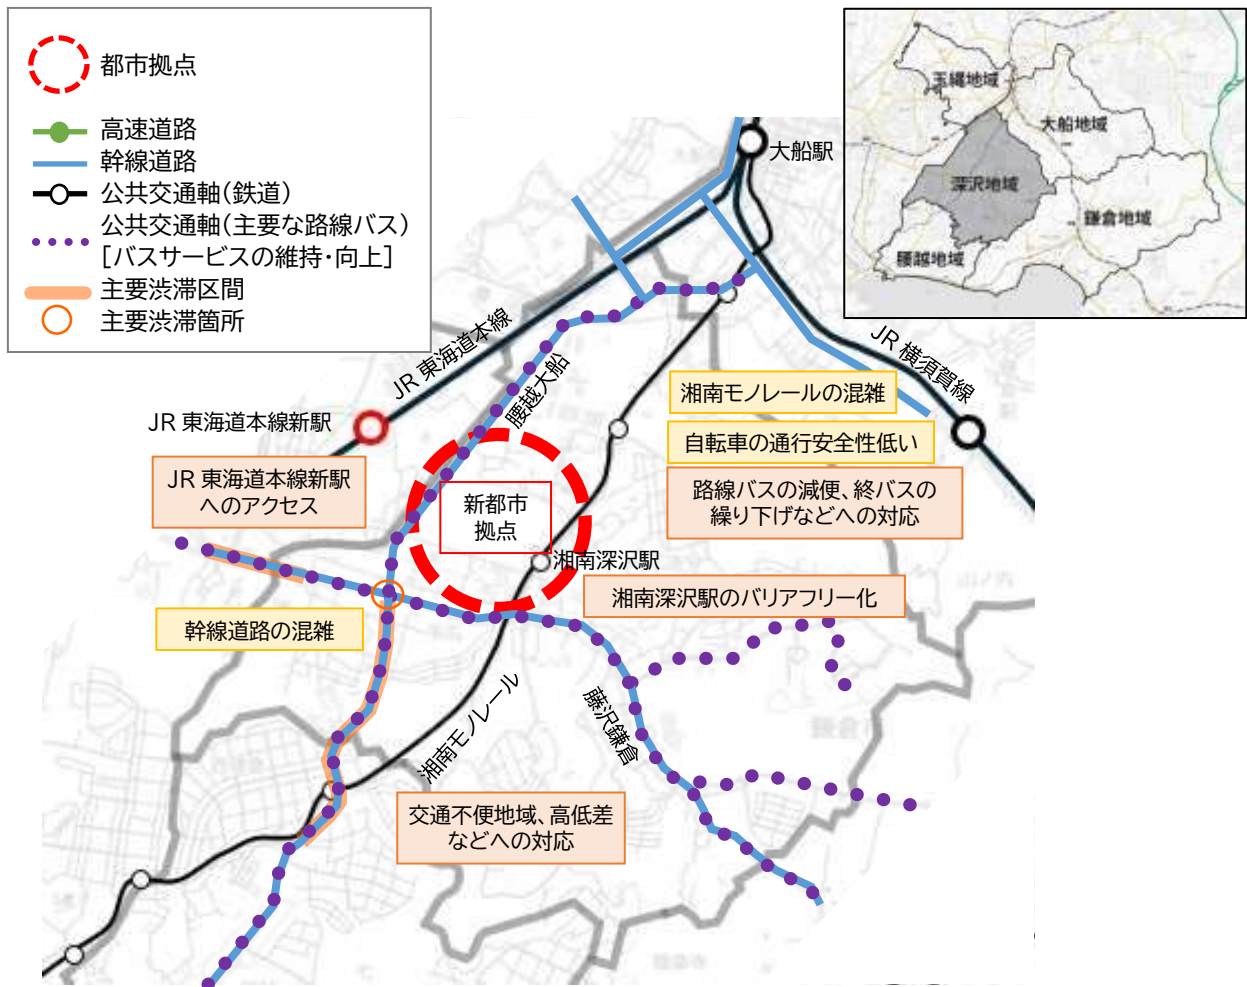 都市拠点
高速道路
幹線道路
公共交通軸(鉄道)
公共交通軸(主要な路線バス)
[バスサービスの維持・向上]
主要渋滞区間
主要渋滞箇所
玉縄地域
大船地域
深沢地域
鎌倉地域
腰越地域
大船駅
JR 東海道本線
JR 横須賀線
腰越大船
湘南モノレールの混雑
JR 東海道本線新駅
自転車の通行安全性低い
JR 東海道本線新駅
へのアクセス
路線バスの減便、終バスの
繰り下げなどへの対応
新都市
拠点
湘南深沢駅
湘南深沢駅のバリアフリー化
幹線道路の混雑
湘南モノレール
藤沢鎌倉
交通不便地域、高低差
などへの対応
山ノ内